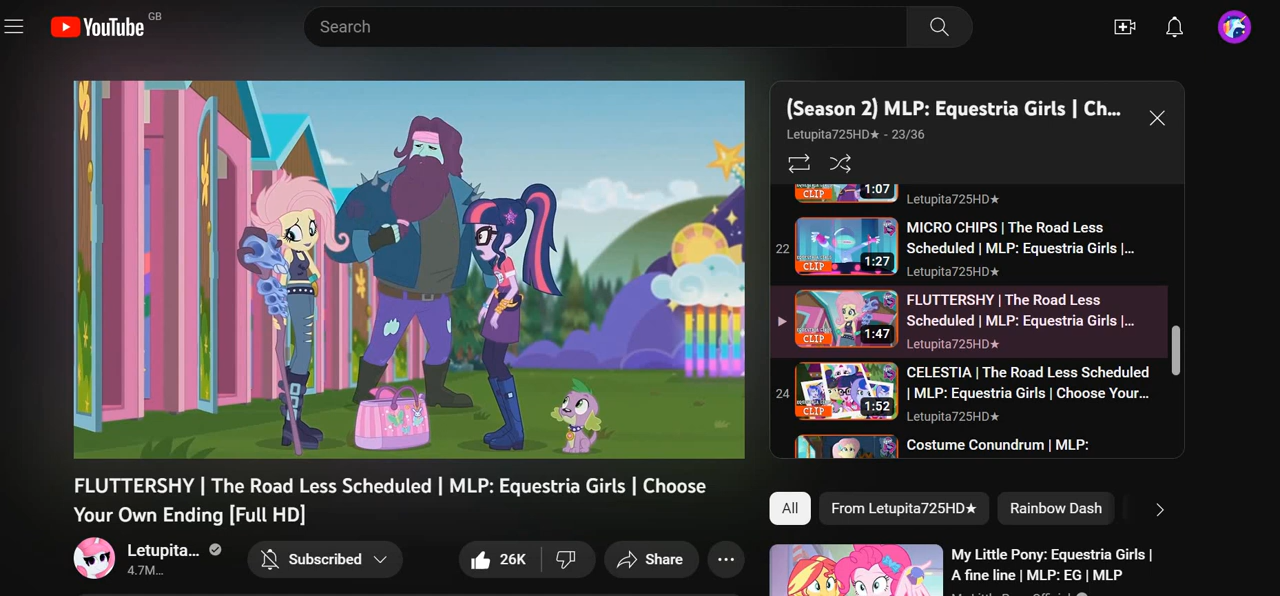 YouTube GB
Search
(Season 2) MLP: Equestria Girls | Ch...
Letupita725HD★ - 23/36
CLIP
1:07
Letupita725HD★
22
CLIP
1:27
MICRO CHIPS | The Road Less
Scheduled | MLP: Equestria Girls |...
Letupita725HD★
CLIP
1:47
FLUTTERSHY | The Road Less
Scheduled | MLP: Equestria Girls |...
Letupita725HD★
24
CLIP
1:52
CELESTIA | The Road Less Scheduled
| MLP: Equestria Girls | Choose Your...
Letupita725HD★
Costume Conundrum | MLP:
FLUTTERSHY | The Road Less Scheduled | MLP: Equestria Girls | Choose
Your Own Ending [Full HD]
Letupita...
4.7M...
Subscribed
26K
Share
All
From Letupita725HD★
Rainbow Dash
My Little Pony: Equestria Girls |
A fine line | MLP: EG | MLP